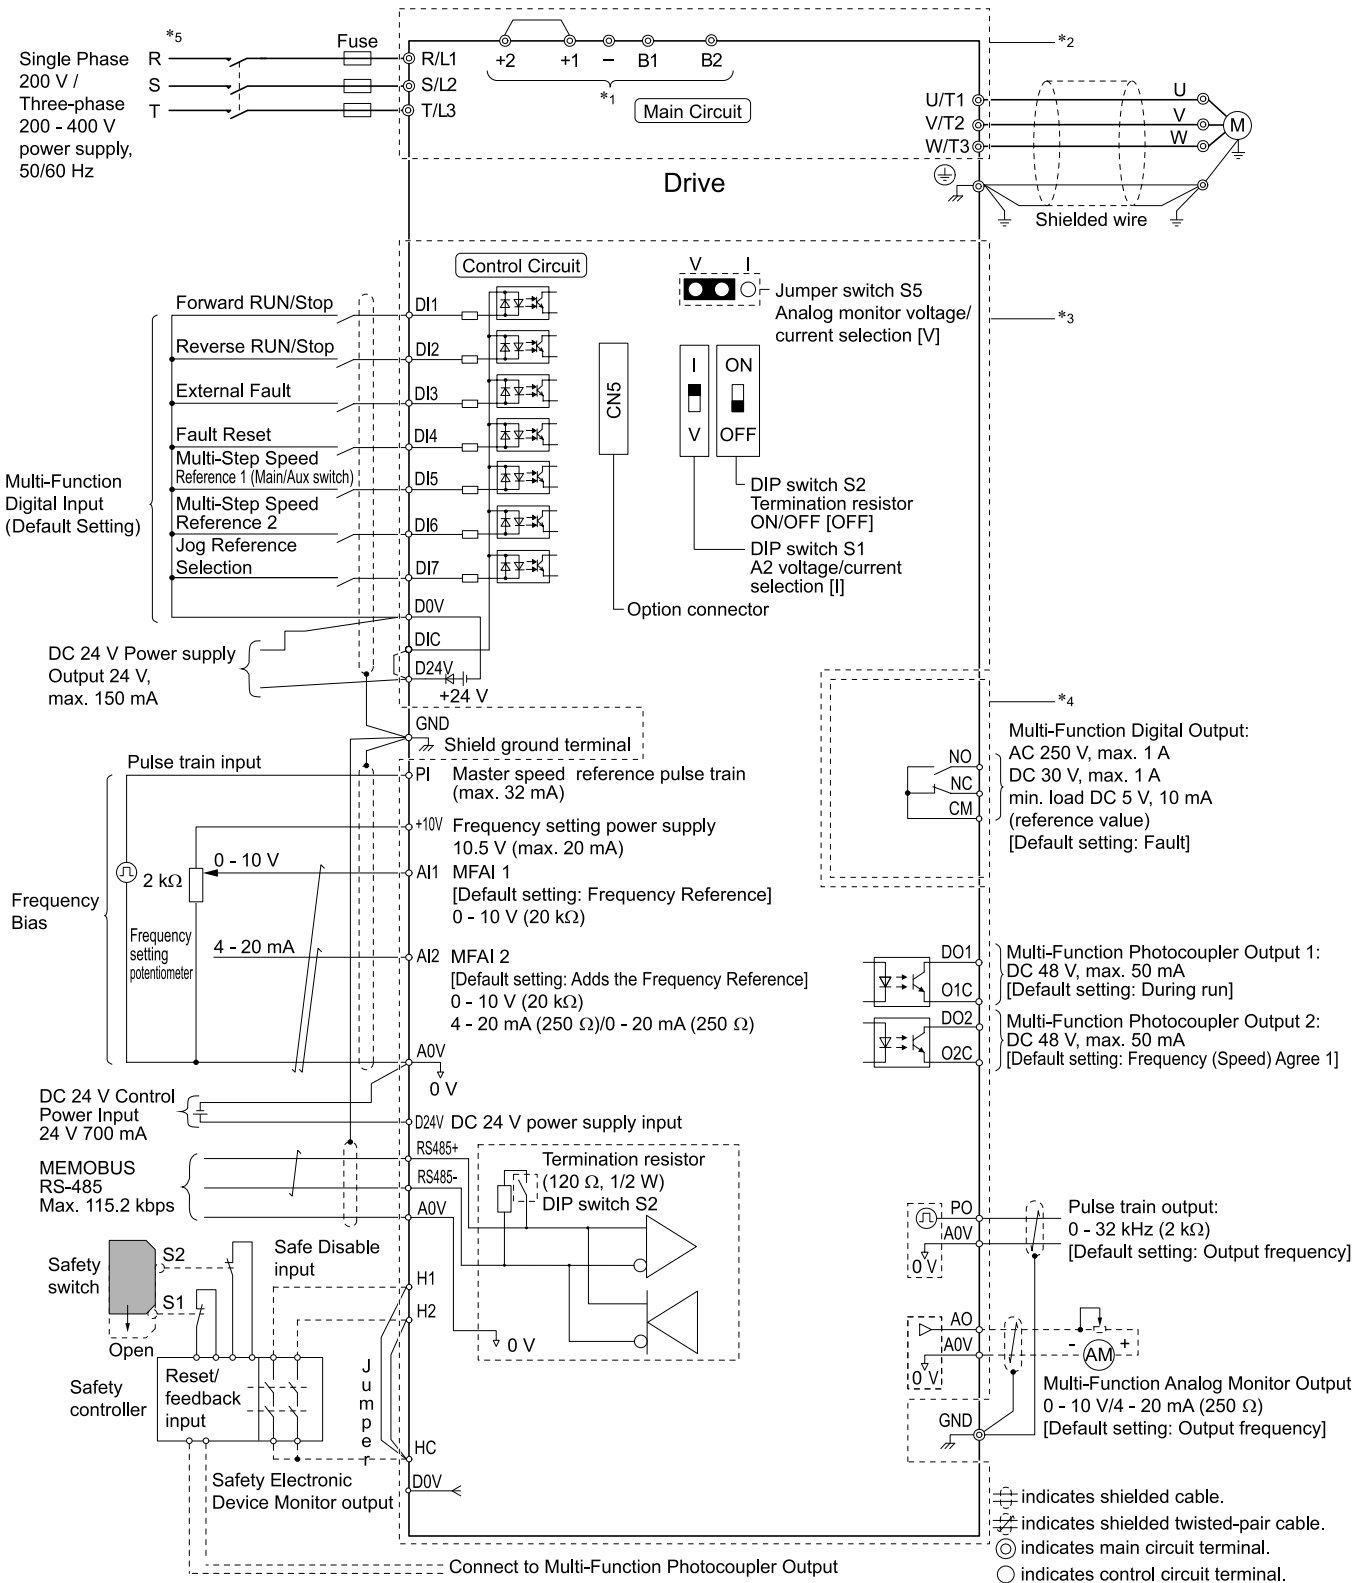 *5
Single Phase
200 V /
Three-phase
200 - 400 V
power supply,
50/60 Hz
R
S
T
Fuse
R/L1
S/L2
T/L3
+2
+1
−
B1
B2
*1
Main Circuit
*2
U/T1
V/T2
W/T3
U
V
W
M
Drive
Shielded wire
Control Circuit
V
I
Jumper switch S5
Analog monitor voltage/
current selection [V]
*3
Forward RUN/Stop
DI1
Reverse RUN/Stop
DI2
External Fault
DI3
Fault Reset
DI4
Multi-Step Speed
Reference 1 (Main/Aux switch)
DI5
Multi-Step Speed
Reference 2
DI6
Jog Reference
Selection
DI7
Multi-Function
Digital Input
(Default Setting)
CN5
I
V
ON
OFF
DIP switch S2
Termination resistor
ON/OFF [OFF]
DIP switch S1
A2 voltage/current
selection [I]
Option connector
D0V
DIC
D24V
+24 V
DC 24 V Power supply
Output 24 V,
max. 150 mA
GND
Shield ground terminal
*4
Multi-Function Digital Output:
AC 250 V, max. 1 A
DC 30 V, max. 1 A
min. load DC 5 V, 10 mA
(reference value)
[Default setting: Fault]
NO
NC
CM
Pulse train input
PI
Master speed reference pulse train
(max. 32 mA)
+10V
Frequency setting power supply
10.5 V (max. 20 mA)
0 - 10 V
AI1
MFAI 1
[Default setting: Frequency Reference]
0 - 10 V (20 kΩ)
2 kΩ
Frequency
Bias
Frequency
setting
potentiometer
4 - 20 mA
AI2
MFAI 2
[Default setting: Adds the Frequency Reference]
0 - 10 V (20 kΩ)
4 - 20 mA (250 Ω)/0 - 20 mA (250 Ω)
DO1
O1C
Multi-Function Photocoupler Output 1:
DC 48 V, max. 50 mA
[Default setting: During run]
DO2
O2C
Multi-Function Photocoupler Output 2:
DC 48 V, max. 50 mA
[Default setting: Frequency (Speed) Agree 1]
A0V
0 V
DC 24 V Control
Power Input
24 V 700 mA
D24V
DC 24 V power supply input
MEMOBUS
RS-485
Max. 115.2 kbps
RS485+
RS485-
A0V
Termination resistor
(120 Ω, 1/2 W)
DIP switch S2
0 V
PO
A0V
0 V
Pulse train output:
0 - 32 kHz (2 kΩ)
[Default setting: Output frequency]
Safety
switch
S2
S1
Open
Safe Disable
input
H1
H2
Jumper
HC
D0V
Safety
controller
Reset/
feedback
input
Safety Electronic
Device Monitor output
AO
A0V
0 V
-
+
AM
Multi-Function Analog Monitor Output
0 - 10 V/4 - 20 mA (250 Ω)
[Default setting: Output frequency]
GND
indicates shielded cable.
indicates shielded twisted-pair cable.
indicates main circuit terminal.
indicates control circuit terminal.
Connect to Multi-Function Photocoupler Output